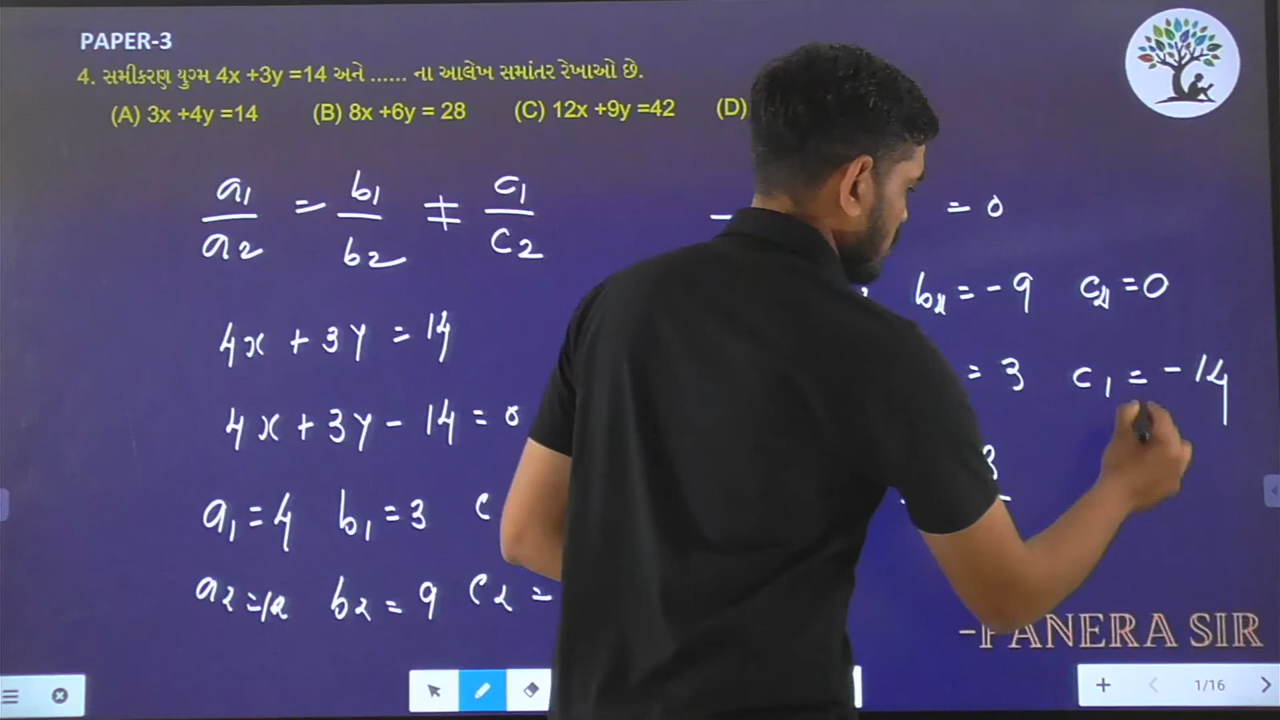 PAPER-3
4. સમીકરણ યુગ્મ 4x +3y =14 અને ...... ના આલેખ સમાંતર રેખાઓ છે.
(A) 3x +4y =14 (B) 8x +6y = 28 (C) 12x +9y =42 (D)
a1/a2 = b1/b2 ≠ c1/c2
= 0
b2 = -9 c2 = 0
4x + 3y = 14
= 3 c1 = -14
4x + 3y - 14 = 0
3
a1 = 4 b1 = 3 c
a2 = 12 b2 = 9 c2 =
-PANERA SIR
1/16